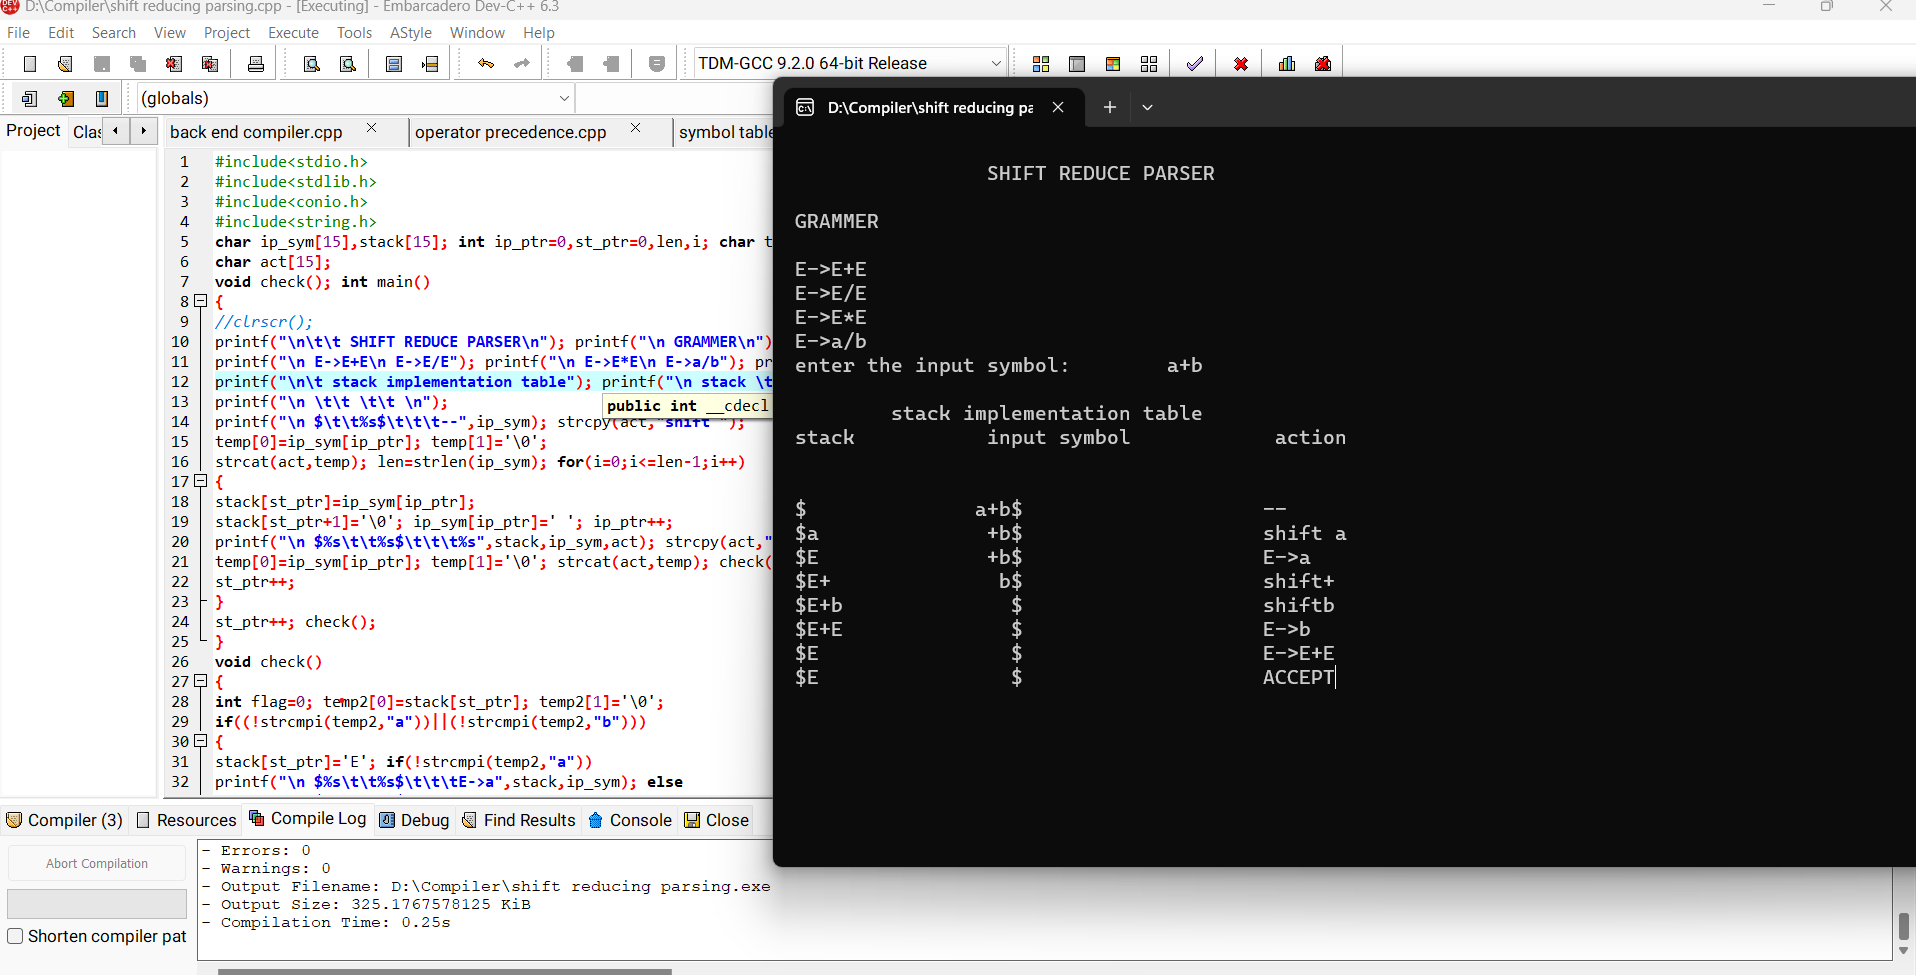 D:\Compiler\shift reducing parsing.cpp - [Executing] - Embarcadero Dev-C++ 6.3
File Edit Search View Project Execute Tools AStyle Window Help
TDM-GCC 9.2.0 64-bit Release
(globals)
Project Clas
back end compiler.cpp operator precedence.cpp symbol table
1 #include<stdio.h>
2 #include<stdlib.h>
3 #include<conio.h>
4 #include<string.h>
5 char ip_sym[15],stack[15]; int ip_ptr=0,st_ptr=0,len,i; char t
6 char act[15];
7 void check(); int main()
8 {
9 //clrscr();
10 printf("\n\t\t SHIFT REDUCE PARSER\n"); printf("\n GRAMMER\n")
11 printf("\n E->E+E\n E->E/E"); printf("\n E->E*E\n E->a/b"); pr
12 printf("\n\t stack implementation table"); printf("\n stack \t
13 printf("\n \t\t \t\t \n");
public int __cdecl
14 printf("\n $\t\t%s$\t\t\t--",ip_sym); strcpy(act,"shift ");
15 temp[0]=ip_sym[ip_ptr]; temp[1]='\0';
16 strcat(act,temp); len=strlen(ip_sym); for(i=0;i<=len-1;i++)
17 {
18 stack[st_ptr]=ip_sym[ip_ptr];
19 stack[st_ptr+1]='\0'; ip_sym[ip_ptr]=' '; ip_ptr++;
20 printf("\n $%s\t\t%s$\t\t\t%s",stack,ip_sym,act); strcpy(act,"
21 temp[0]=ip_sym[ip_ptr]; temp[1]='\0'; strcat(act,temp); check(
22 st_ptr++;
23 }
24 st_ptr++; check();
25 }
26 void check()
27 {
28 int flag=0; temp2[0]=stack[st_ptr]; temp2[1]='\0';
29 if((!strcmpi(temp2,"a"))||(!strcmpi(temp2,"b")))
30 {
31 stack[st_ptr]='E'; if(!strcmpi(temp2,"a"))
32 printf("\n $%s\t\t%s$\t\t\tE->a",stack,ip_sym); else
D:\Compiler\shift reducing pa
SHIFT REDUCE PARSER
GRAMMER
E->E+E
E->E/E
E->E*E
E->a/b
enter the input symbol: a+b
stack implementation table
stack input symbol action
$ a+b$ --
$a +b$ shift a
$E +b$ E->a
$E+ b$ shift+
$E+b $ shiftb
$E+E $ E->b
$E $ E->E+E
$E $ ACCEPT
Compiler (3) Resources Compile Log Debug Find Results Console Close
Abort Compilation
Shorten compiler pat
- Errors: 0
- Warnings: 0
- Output Filename: D:\Compiler\shift reducing parsing.exe
- Output Size: 325.1767578125 KiB
- Compilation Time: 0.25s